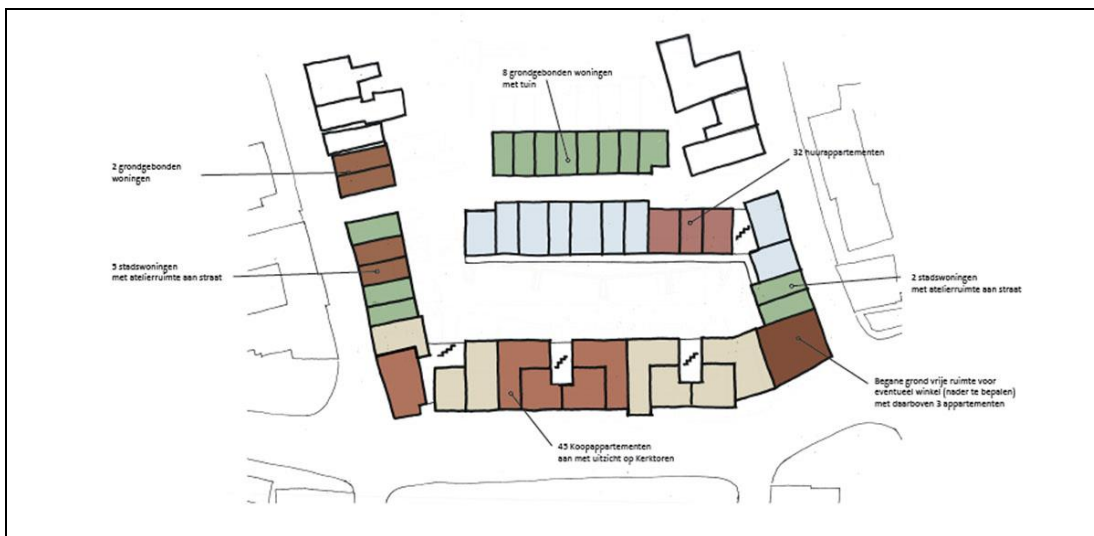 8 grondgebonden woningen
met tuin
32 huurappartementen
2 grondgebonden
woningen
5 stadswoningen
met atelierruimte aan straat
2 stadswoningen
met atelierruimte aan straat
Begane grond vrije ruimte voor
eventueel winkel (nader te bepalen)
met daarboven 3 appartementen
45 Koopappartementen
aan met uitzicht op Kerktoren